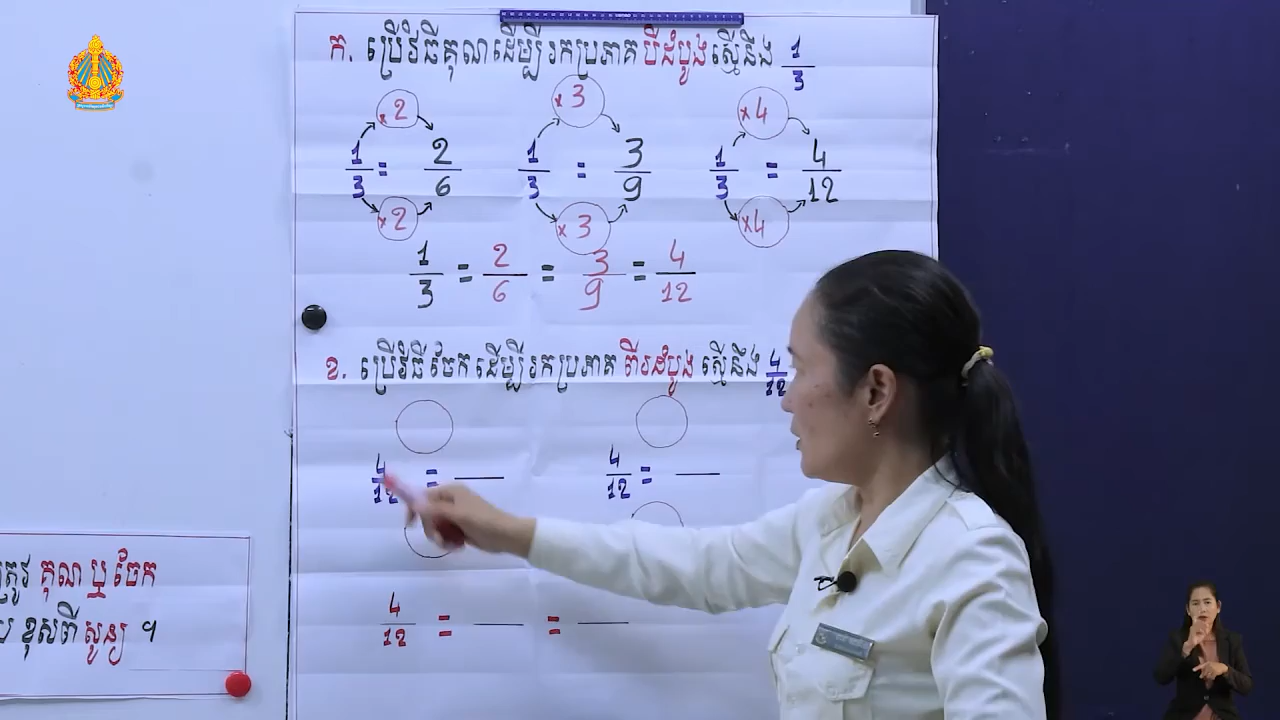 ក. ប្រើវិធីគុណដើម្បីរកប្រភាគ បីដំបូង ស្មើនឹង 1/3
×2 ×3 ×4
1/3 = 2/6 1/3 = 3/9 1/3 = 4/12
×2 ×3 ×4
1/3 = 2/6 = 3/9 = 4/12
ខ. ប្រើវិធីចែកដើម្បីរកប្រភាគ ពីរដំបូង ស្មើនឹង 4/12
4/12 = 4/12 =
4/12 = =
ត្រូវ គុណ ឬ ចែក
ខុសពី សូន្យ ។